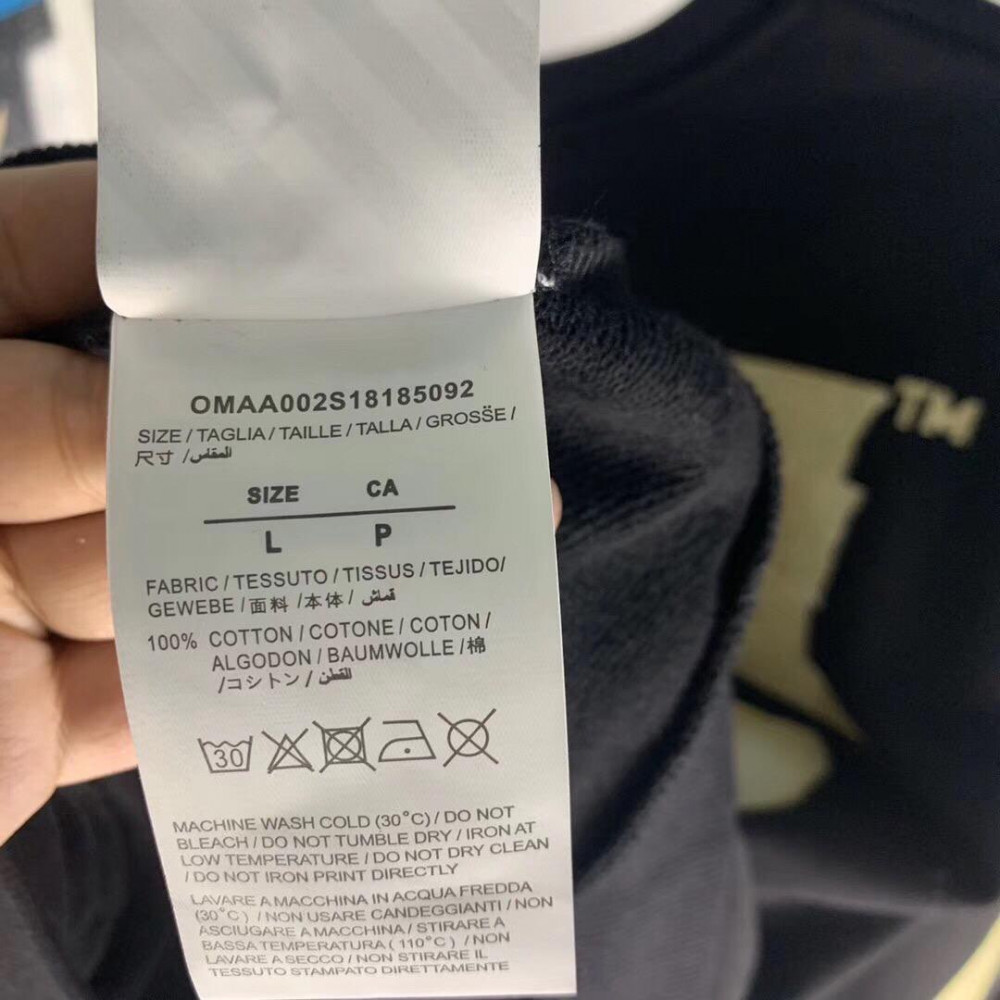 OMAA002S18185092
SIZE / TAGLIA / TAILLE / TALLA / GROSŠE /
尺寸 / المقاس
SIZE CA
L P
FABRIC / TESSUTO / TISSUS / TEJIDO/
GEWEBE / 面料 /本体/ قماش
100% COTTON / COTONE / COTON /
ALGODON / BAUMWOLLE /棉
/コシトン / القطن
30
MACHINE WASH COLD (30°C) / DO NOT
BLEACH / DO NOT TUMBLE DRY / IRON AT
LOW TEMPERATURE / DO NOT DRY CLEAN
/ DO NOT IRON PRINT DIRECTLY
LAVARE A MACCHINA IN ACQUA FREDDA
(30°C) / NON USARE CANDEGGIANTI / NON
ASCIUGARE A MACCHINA / STIRARE A
BASSA TEMPERATURA ( 110°C) / NON
LAVARE A SECCO / NON STIRARE IL
TESSUTO STAMPATO DIRETTAMENTE
TM